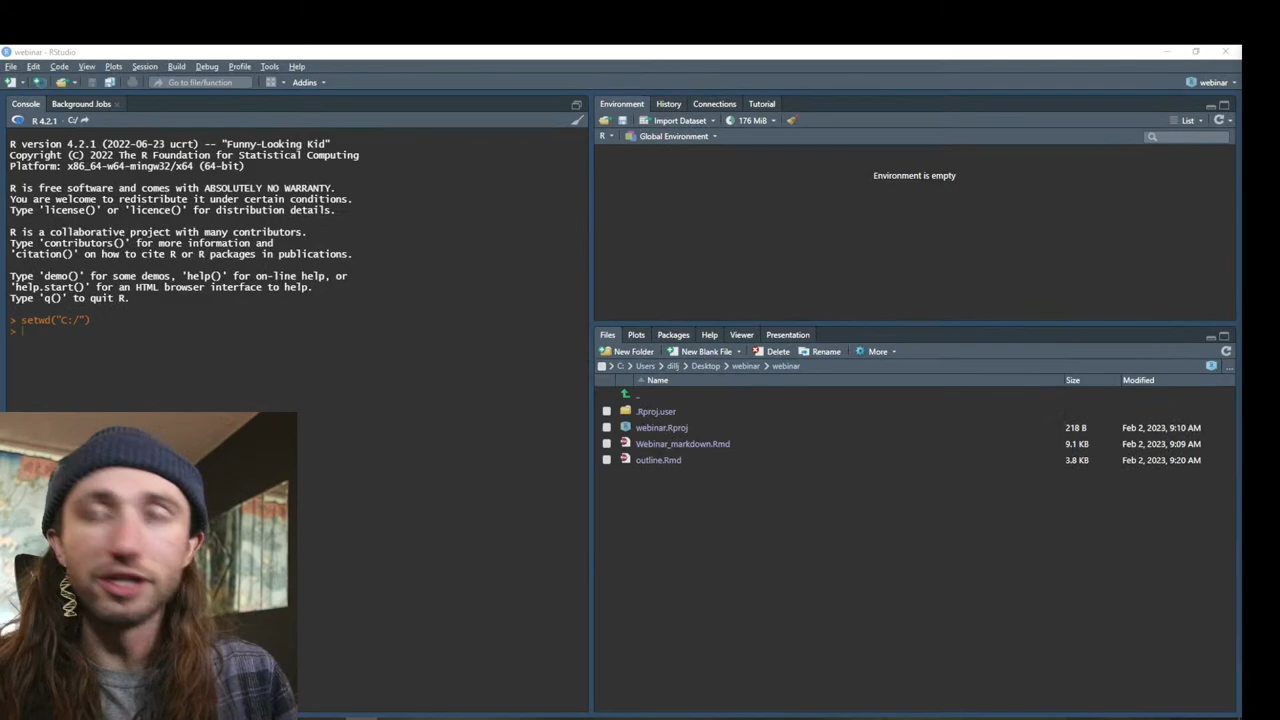 webinar - RStudio
File Edit Code View Plots Session Build Debug Profile Tools Help
Go to file/function Addins webinar
Console Background Jobs
R 4.2.1 · C:/
R version 4.2.1 (2022-06-23 ucrt) -- "Funny-Looking Kid"
Copyright (C) 2022 The R Foundation for Statistical Computing
Platform: x86_64-w64-mingw32/x64 (64-bit)
R is free software and comes with ABSOLUTELY NO WARRANTY.
You are welcome to redistribute it under certain conditions.
Type 'license()' or 'licence()' for distribution details.
R is a collaborative project with many contributors.
Type 'contributors()' for more information and
'citation()' on how to cite R or R packages in publications.
Type 'demo()' for some demos, 'help()' for on-line help, or
'help.start()' for an HTML browser interface to help.
Type 'q()' to quit R.
> setwd("C:/")
>
Environment History Connections Tutorial
Import Dataset 176 MiB List
R Global Environment
Environment is empty
Files Plots Packages Help Viewer Presentation
New Folder New Blank File Delete Rename More
C: > Users > dillj > Desktop > webinar > webinar
Name Size Modified
..
.Rproj.user
webinar.Rproj 218 B Feb 2, 2023, 9:10 AM
Webinar_markdown.Rmd 9.1 KB Feb 2, 2023, 9:09 AM
outline.Rmd 3.8 KB Feb 2, 2023, 9:20 AM